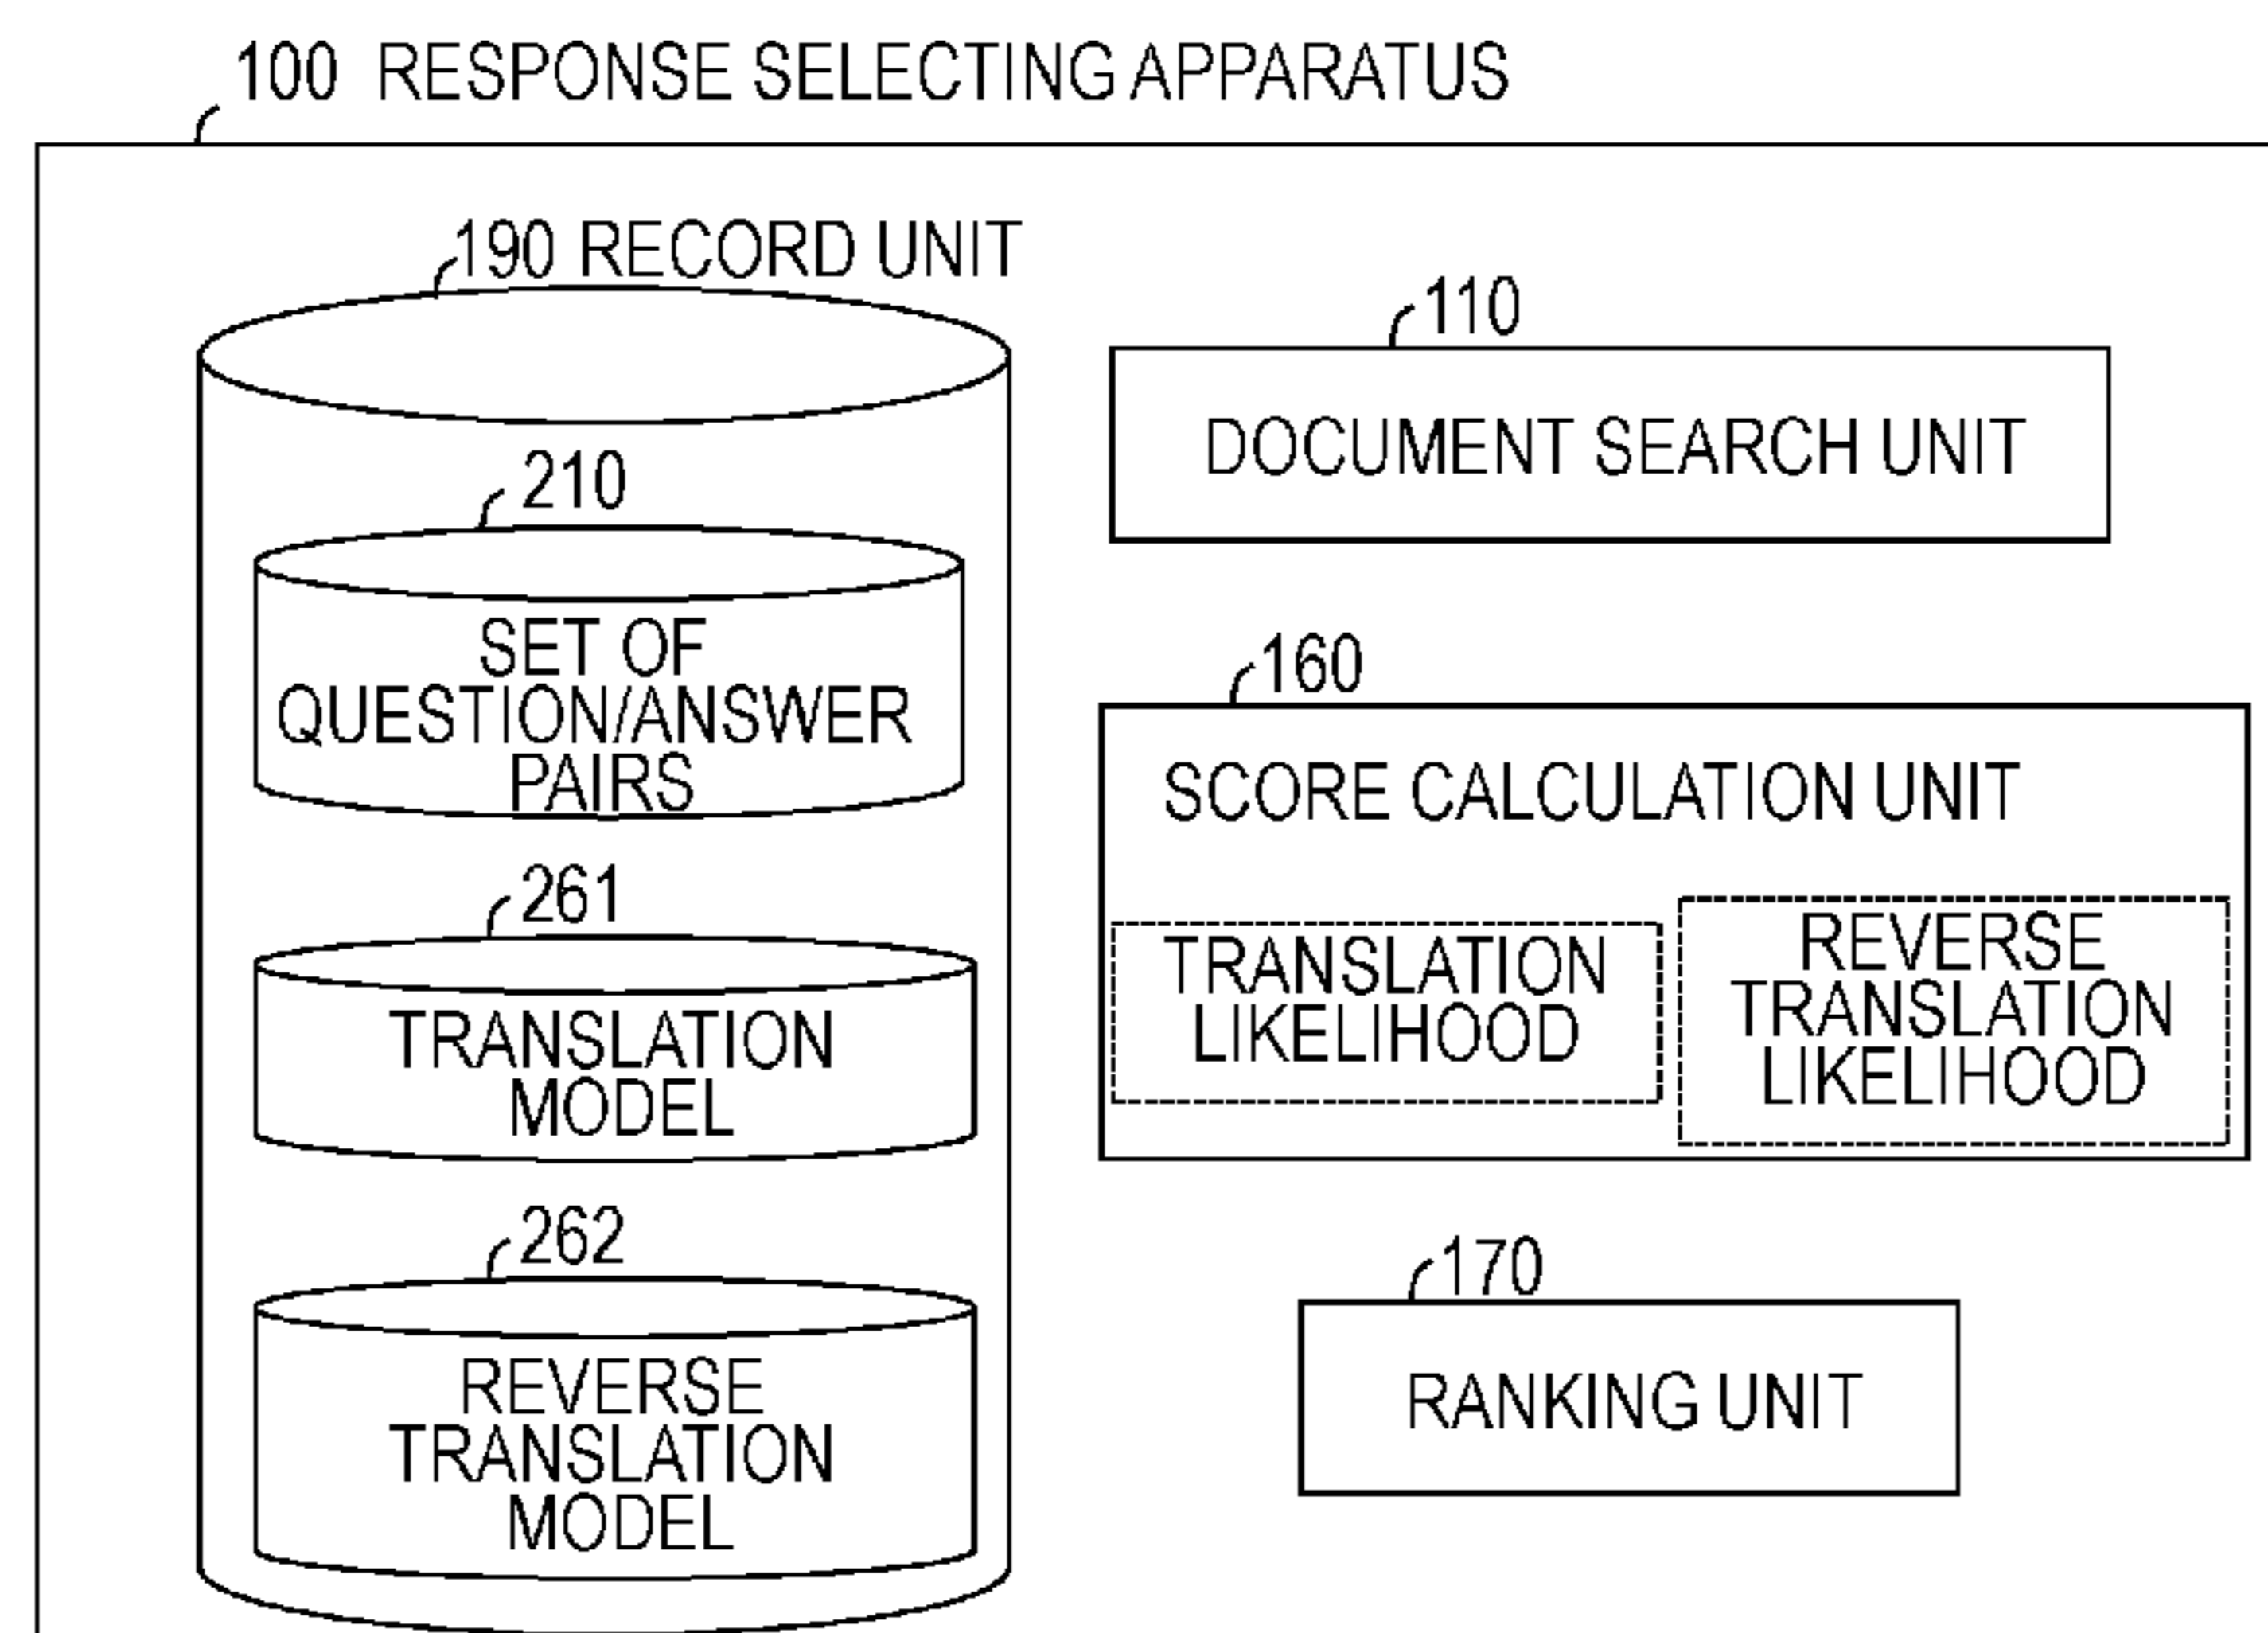 100 RESPONSE SELECTING APPARATUS
190 RECORD UNIT
210
SET OF
QUESTION/ANSWER
PAIRS
261
TRANSLATION
MODEL
262
REVERSE
TRANSLATION
MODEL
110
DOCUMENT SEARCH UNIT
160
SCORE CALCULATION UNIT
TRANSLATION
LIKELIHOOD
REVERSE
TRANSLATION
LIKELIHOOD
170
RANKING UNIT